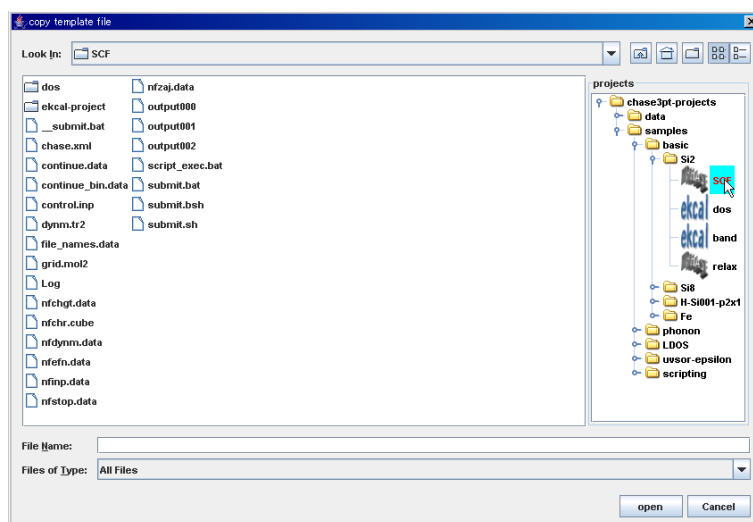 copy template file
Look In: SCF
dos
ekcal-project
__submit.bat
chase.xml
continue.data
continue_bin.data
control.inp
dynm.tr2
file_names.data
grid.mol2
Log
nfchgt.data
nfchr.cube
nfdynm.data
nfefn.data
nfinp.data
nfstop.data
nfzaj.data
output000
output001
output002
script_exec.bat
submit.bat
submit.bsh
submit.sh
projects
chase3pt-projects
data
samples
basic
Si2
SCF
ekcal dos
ekcal band
relax
Si8
H-Si001-p2x1
Fe
phonon
LDOS
uvsor-epsilon
scripting
File Name:
Files of Type: All Files
open Cancel